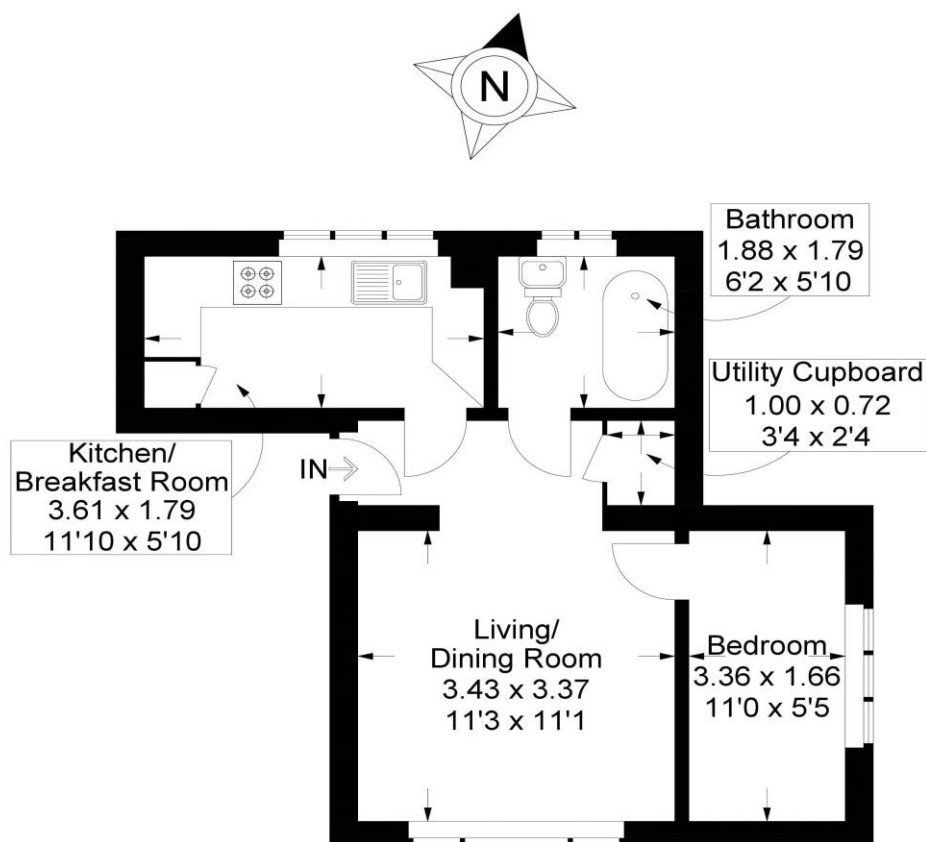 N
Bathroom
1.88 x 1.79
6'2 x 5'10
Utility Cupboard
1.00 x 0.72
3'4 x 2'4
Kitchen/
Breakfast Room
3.61 x 1.79
11'10 x 5'10
IN
Living/
Dining Room
3.43 x 3.37
11'3 x 11'1
Bedroom
3.36 x 1.66
11'0 x 5'5